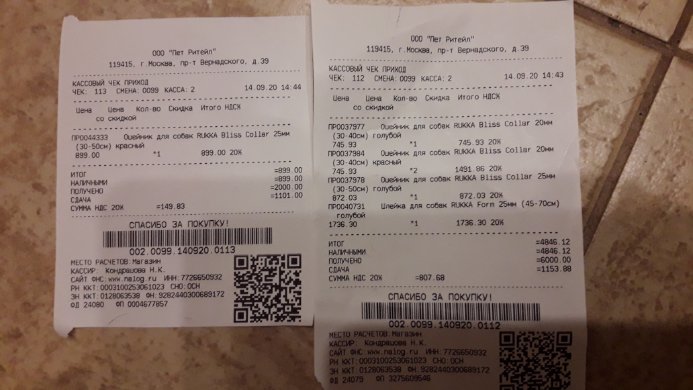 ООО "Пет Ритейл"
119415, г.Москва, пр-т Вернадского, д.39
КАССОВЫЙ ЧЕК ПРИХОД
ЧЕК: 113 СМЕНА: 0099 КАССА: 2 14.09.20 14:44
Цена Цена Кол-во Скидка Итого НДС%
со скидкой
ПР0044333 Ошейник для собак RUKKA Bliss Collar 25мм
(30-50см) красный
899.00 *1 899.00 20%
ИТОГ =899.00
НАЛИЧНЫМИ =899.00
ПОЛУЧЕНО =2000.00
СДАЧА =1101.00
СУММА НДС 20% =149.83
СПАСИБО ЗА ПОКУПКУ!
002.0099.140920.0113
МЕСТО РАСЧЕТОВ: Магазин
КАССИР: Кондрашова Н.К.
САЙТ ФНС: www.nalog.ru ИНН: 7726650932
РН ККТ: 0003100253061023 СНО: ОСН
ЗН ККТ: 0128063538 ФН: 9282440300689172
ФД 24080 ФП 0004677857
ООО "Пет Ритейл"
119415, г.Москва, пр-т Вернадского, д.39
КАССОВЫЙ ЧЕК ПРИХОД
ЧЕК: 112 СМЕНА: 0099 КАССА: 2 14.09.20 14:43
Цена Цена Кол-во Скидка Итого НДС%
со скидкой
ПР0037977 Ошейник для собак RUKKA Bliss Collar 20мм
(30-40см) голубой
745.93 *1 745.93 20%
ПР0037984 Ошейник для собак RUKKA Bliss Collar 20мм
(30-40см) красный
745.93 *2 1491.86 20%
ПР0037978 Ошейник для собак RUKKA Bliss Collar 25мм
(30-50см) голубой
872.03 *1 872.03 20%
ПР0040731 Шлейка для собак RUKKA Form 25мм (45-70см)
голубой
1736.30 *1 1736.30 20%
ИТОГ =4846.12
НАЛИЧНЫМИ =4846.12
ПОЛУЧЕНО =6000.00
СДАЧА =1153.88
СУММА НДС 20% =807.68
СПАСИБО ЗА ПОКУПКУ!
002.0099.140920.0112
МЕСТО РАСЧЕТОВ: Магазин
КАССИР: Кондрашова Н.К.
САЙТ ФНС: www.nalog.ru ИНН: 7726650932
РН ККТ: 0003100253061023 СНО: ОСН
ЗН ККТ: 0128063538 ФН: 9282440300689172
ФД 24079 ФП 3275609546